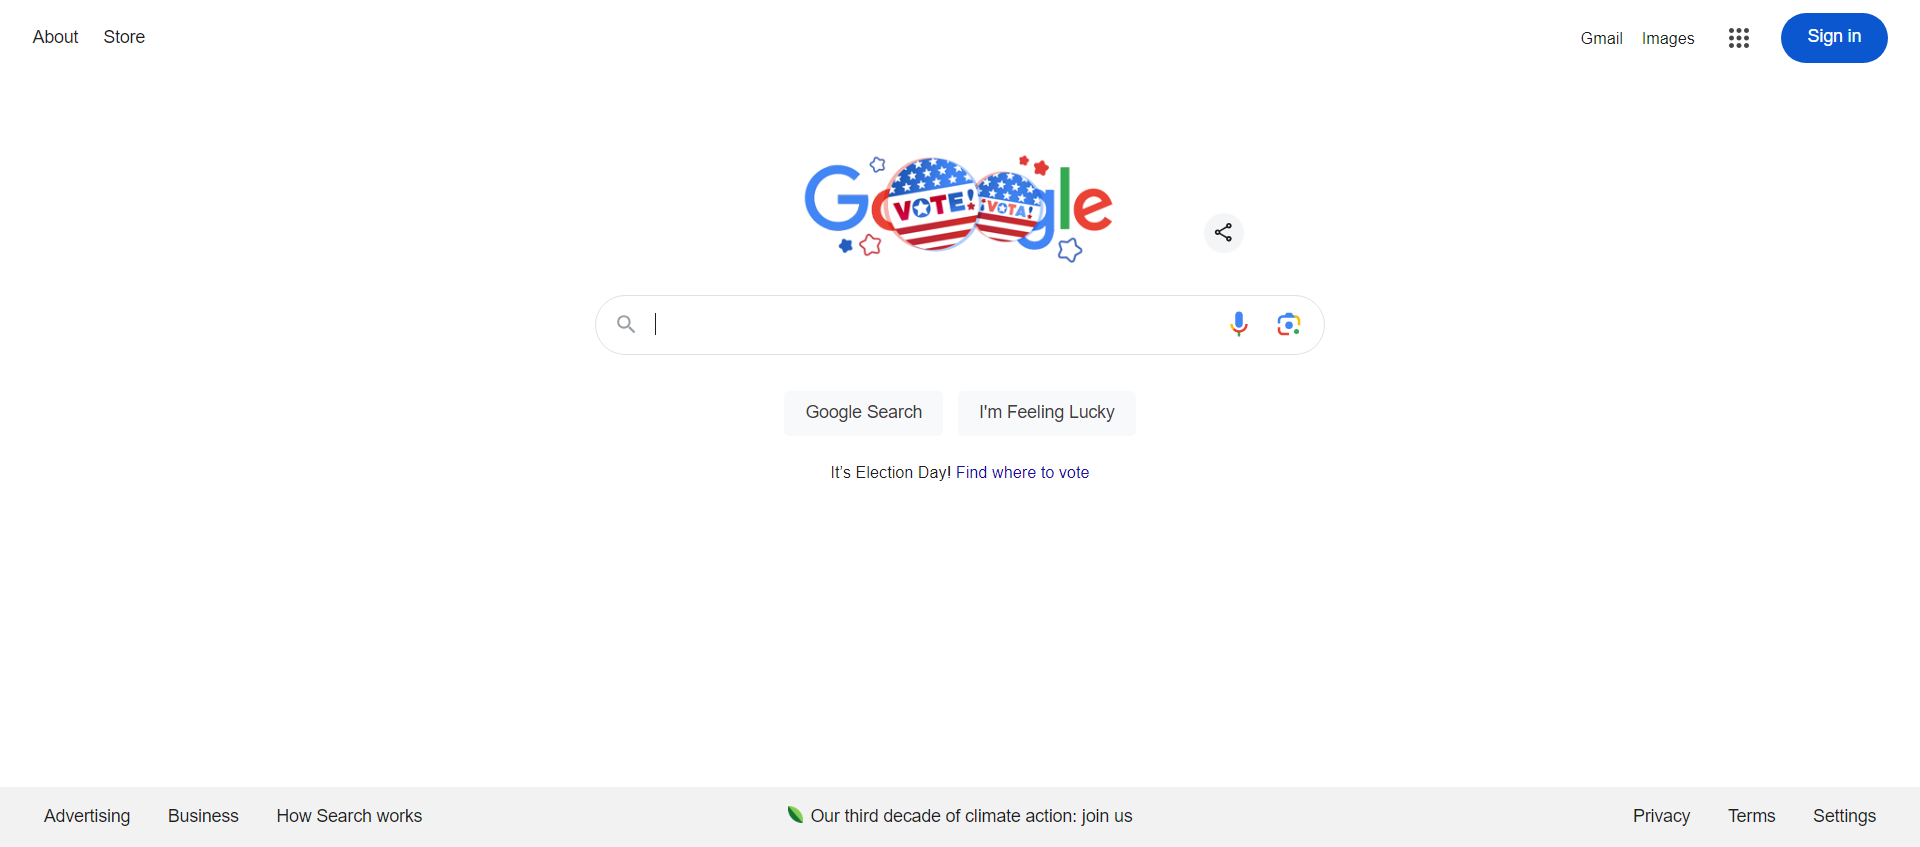 About Store
Gmail Images Sign in
Google
VOTE! ¡VOTA!
Google Search I'm Feeling Lucky
It's Election Day! Find where to vote
Advertising Business How Search works
Our third decade of climate action: join us
Privacy Terms Settings